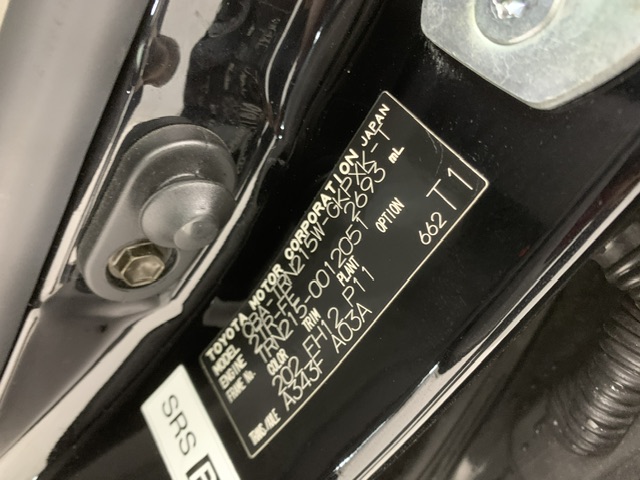 TOYOTA MOTOR CORPORATION JAPAN
MODEL CBA-TRN215W-GKPXK-T
ENGINE 2TR-FE 2693 mL
FRAME No. TRN215-0012051
COLOR TRIM PLANT OPTION
202 FH12 P11 662 T1
TRANS./AXLE A343F A03A
SRS